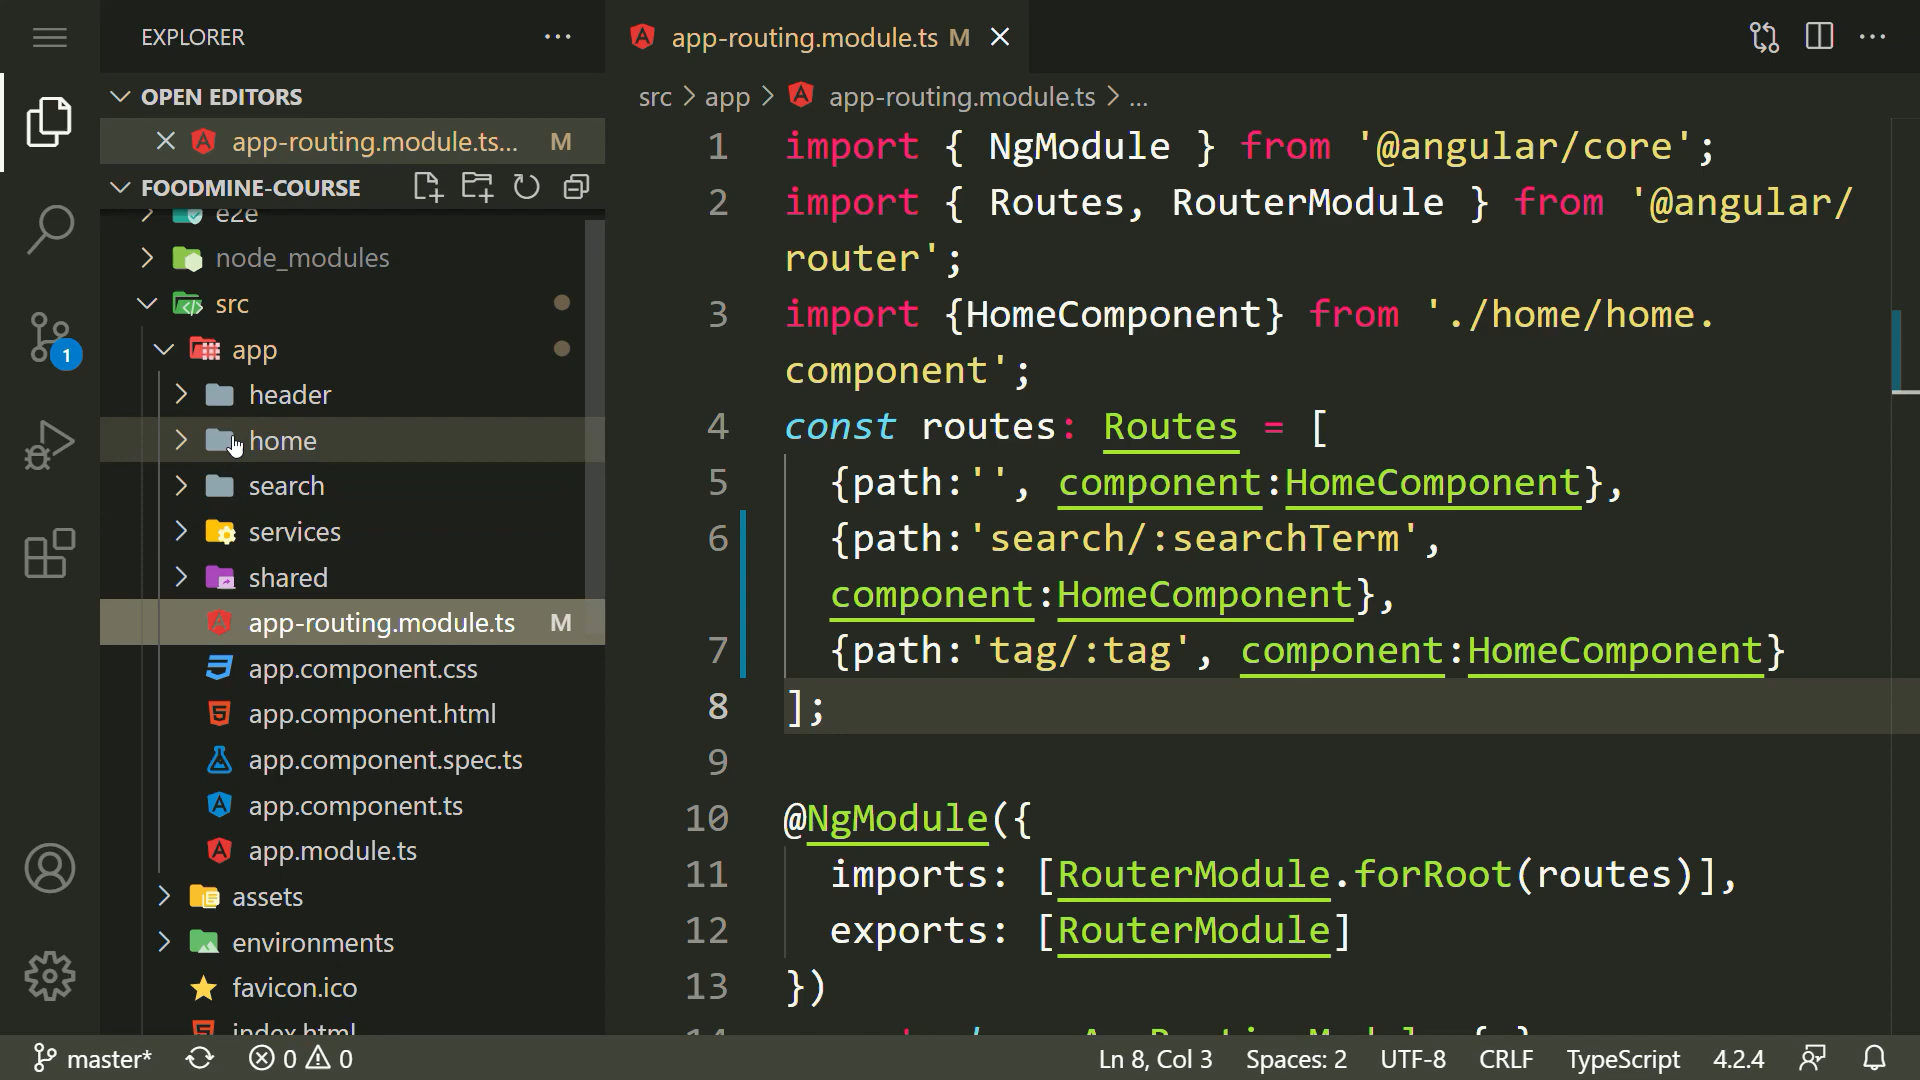 EXPLORER
OPEN EDITORS
app-routing.module.ts... M
FOODMINE-COURSE
e2e
node_modules
src
app
header
home
search
services
shared
app-routing.module.ts M
app.component.css
app.component.html
app.component.spec.ts
app.component.ts
app.module.ts
assets
environments
favicon.ico
index.html
1
app-routing.module.ts M
src > app > app-routing.module.ts > ...
1 import { NgModule } from '@angular/core';
2 import { Routes, RouterModule } from '@angular/
router';
3 import {HomeComponent} from './home/home.
component';
4 const routes: Routes = [
5 {path:'', component:HomeComponent},
6 {path:'search/:searchTerm',
component:HomeComponent},
7 {path:'tag/:tag', component:HomeComponent}
8 ];
9
10 @NgModule({
11 imports: [RouterModule.forRoot(routes)],
12 exports: [RouterModule]
13 })
master* 0 0 Ln 8, Col 3 Spaces: 2 UTF-8 CRLF TypeScript 4.2.4